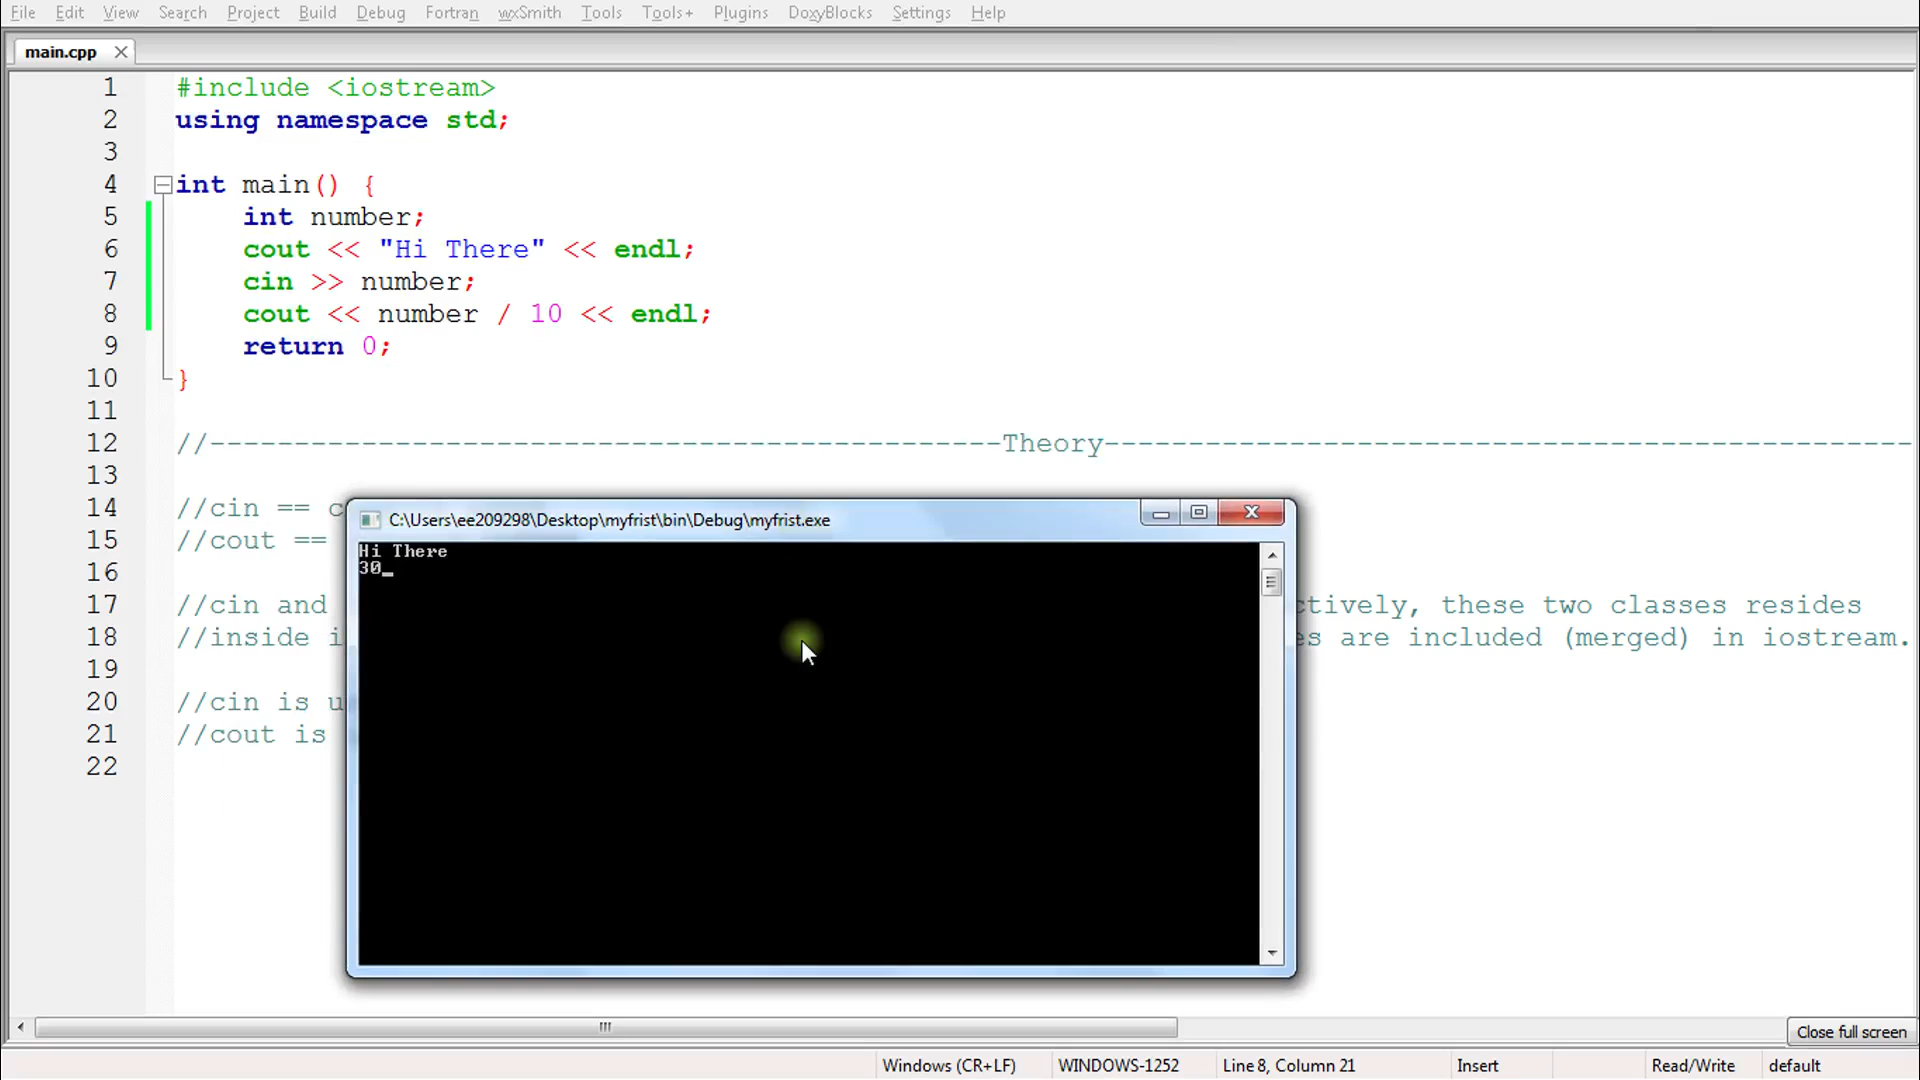 File Edit View Search Project Build Debug Fortran wxSmith Tools Tools+ Plugins DoxyBlocks Settings Help
main.cpp
1 #include <iostream>
2 using namespace std;
3
4 int main() {
5 int number;
6 cout << "Hi There" << endl;
7 cin >> number;
8 cout << number / 10 << endl;
9 return 0;
10 }
11
12 //-----------------------------------------------Theory------------------------------------------------
13
14 //cin == c
15 //cout ==
16
17 //cin and ctively, these two classes resides
18 //inside i es are included (merged) in iostream.
19
20 //cin is u
21 //cout is
22
C:\Users\ee209298\Desktop\myfrist\bin\Debug\myfrist.exe
Hi There
30_
Close full screen
Windows (CR+LF) WINDOWS-1252 Line 8, Column 21 Insert Read/Write default